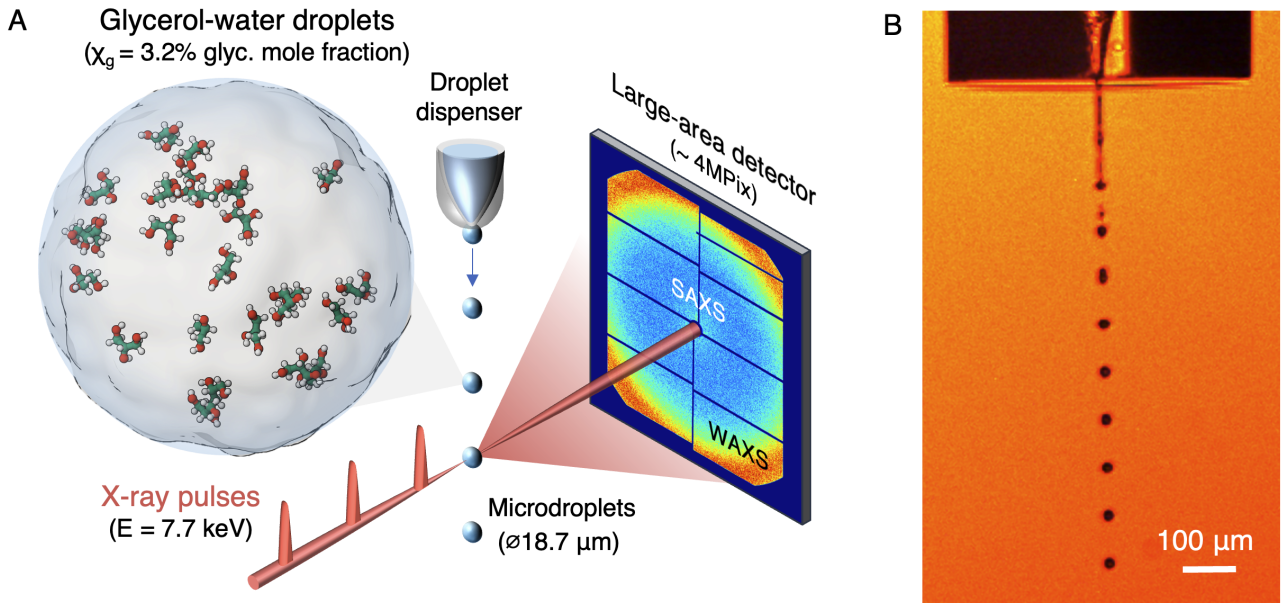 A
Glycerol-water droplets
(χg = 3.2% glyc. mole fraction)
Droplet
dispenser
Large-area detector
(~ 4MPix)
SAXS
WAXS
X-ray pulses
(E = 7.7 keV)
Microdroplets
(⌀18.7 µm)
B
100 µm